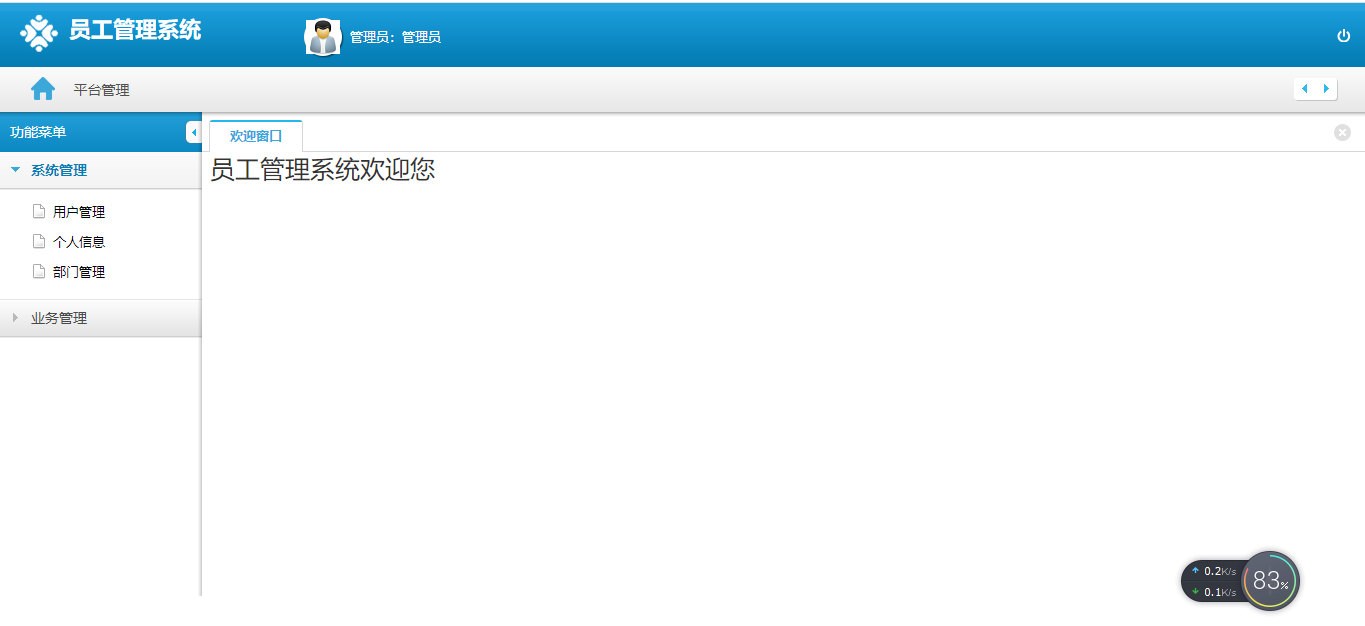 员工管理系统
管理员：管理员
平台管理
功能菜单
欢迎窗口
系统管理
员工管理系统欢迎您
用户管理
个人信息
部门管理
业务管理
0.2K/s
0.1K/s
83%